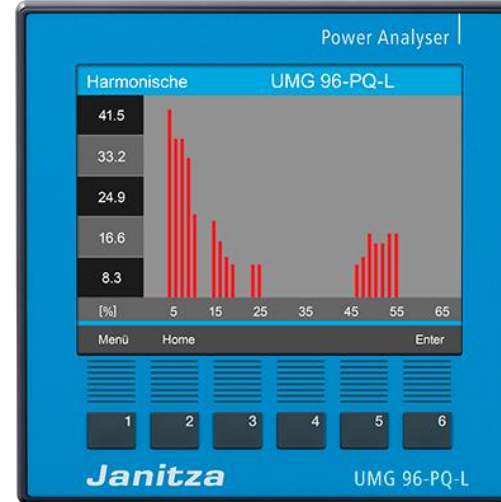 Power Analyser
Harmonische UMG 96-PQ-L
41.5
33.2
24.9
16.6
8.3
[%] 5 15 25 35 45 55 65
Menü Home Enter
1 2 3 4 5 6
Janitza UMG 96-PQ-L